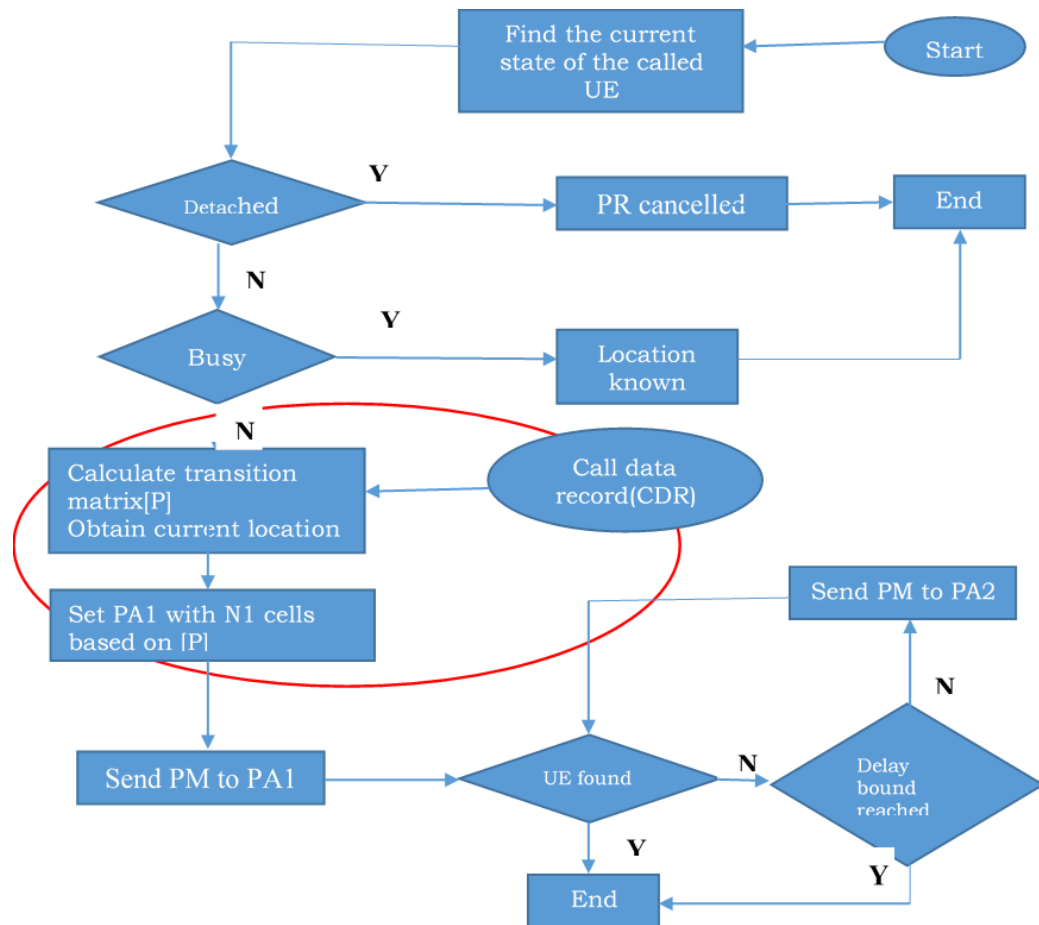 Find the current
state of the called
UE
Start
Y
Detached
PR cancelled
End
N
Y
Busy
Location
known
N
Calculate transition
matrix[P]
Obtain current location
Call data
record(CDR)
Set PA1 with N1 cells
based on [P]
Send PM to PA2
N
Send PM to PA1
UE found
N
Delay
bound
reached
Y
Y
End